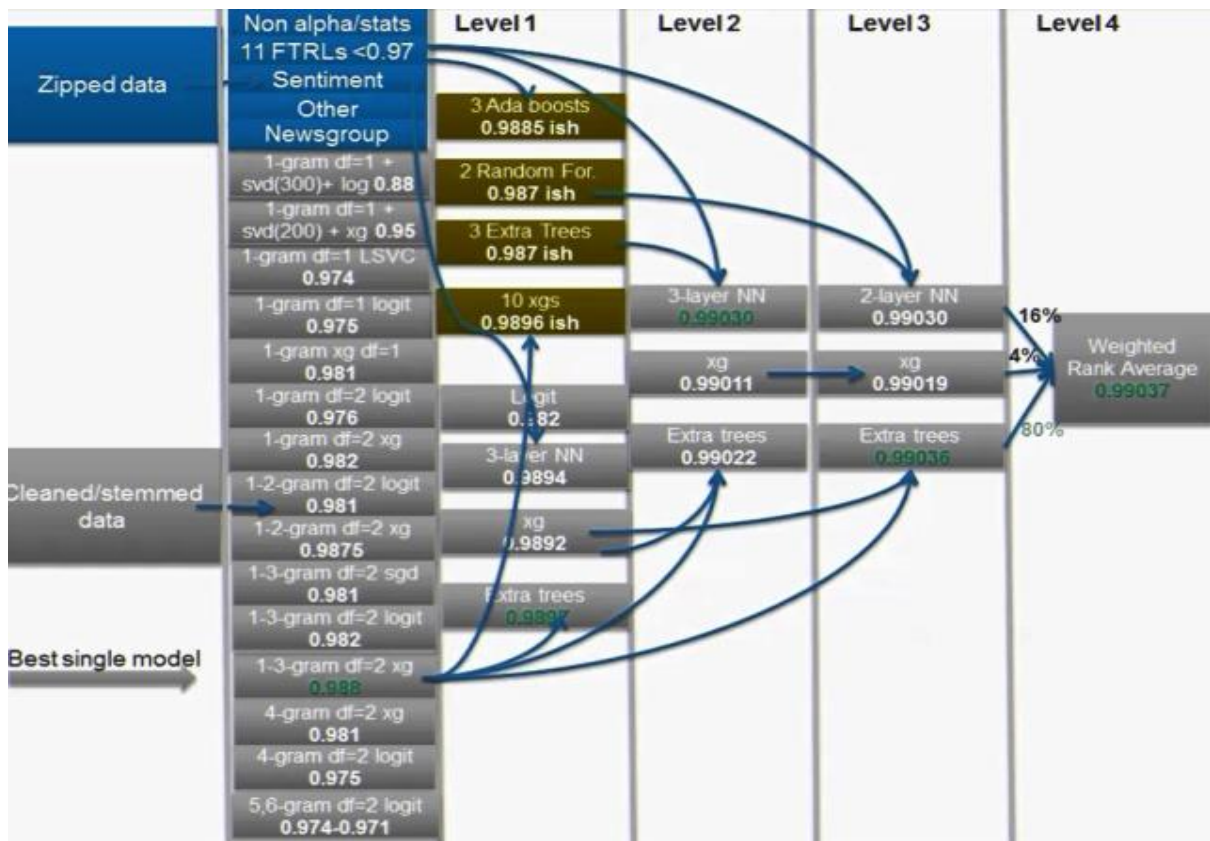 Zipped data
Cleaned/stemmed
data
Best single model
Non alpha/stats
11 FTRLs <0.97
Sentiment
Other
Newsgroup
1-gram df=1 +
svd(300)+ log 0.88
1-gram df=1 +
svd(200) + xg 0.95
1-gram df=1 LSVC
0.974
1-gram df=1 logit
0.975
1-gram xg df=1
0.981
1-gram df=2 logit
0.976
1-gram df=2 xg
0.982
1-2-gram df=2 logit
0.981
1-2-gram df=2 xg
0.9875
1-3-gram df=2 sgd
0.981
1-3-gram df=2 logit
0.982
1-3-gram df=2 xg
0.988
4-gram df=2 xg
0.981
4-gram df=2 logit
0.975
5,6-gram df=2 logit
0.974-0.971
Level 1
3 Ada boosts
0.9885 ish
2 Random For.
0.987 ish
3 Extra Trees
0.987 ish
10 xgs
0.9896 ish
Logit
0.982
3-layer NN
0.9894
xg
0.9892
Extra trees
Level 2
3-layer NN
0.99030
xg
0.99011
Extra trees
0.99022
Level 3
2-layer NN
0.99030
xg
0.99019
Extra trees
0.99036
Level 4
16%
4%
80%
Weighted
Rank Average
0.99037